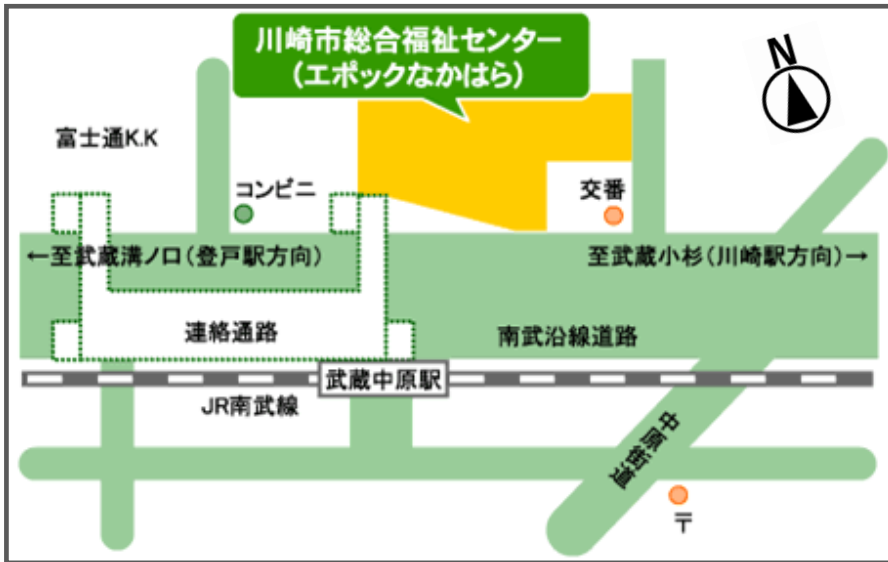 川崎市総合福祉センター
(エポックなかはら)
N
富士通K.K
コンビニ
交番
←至武蔵溝ノ口(登戸駅方向)
至武蔵小杉(川崎駅方向)→
連絡通路
南武沿線道路
武蔵中原駅
JR南武線
中原街道
〒